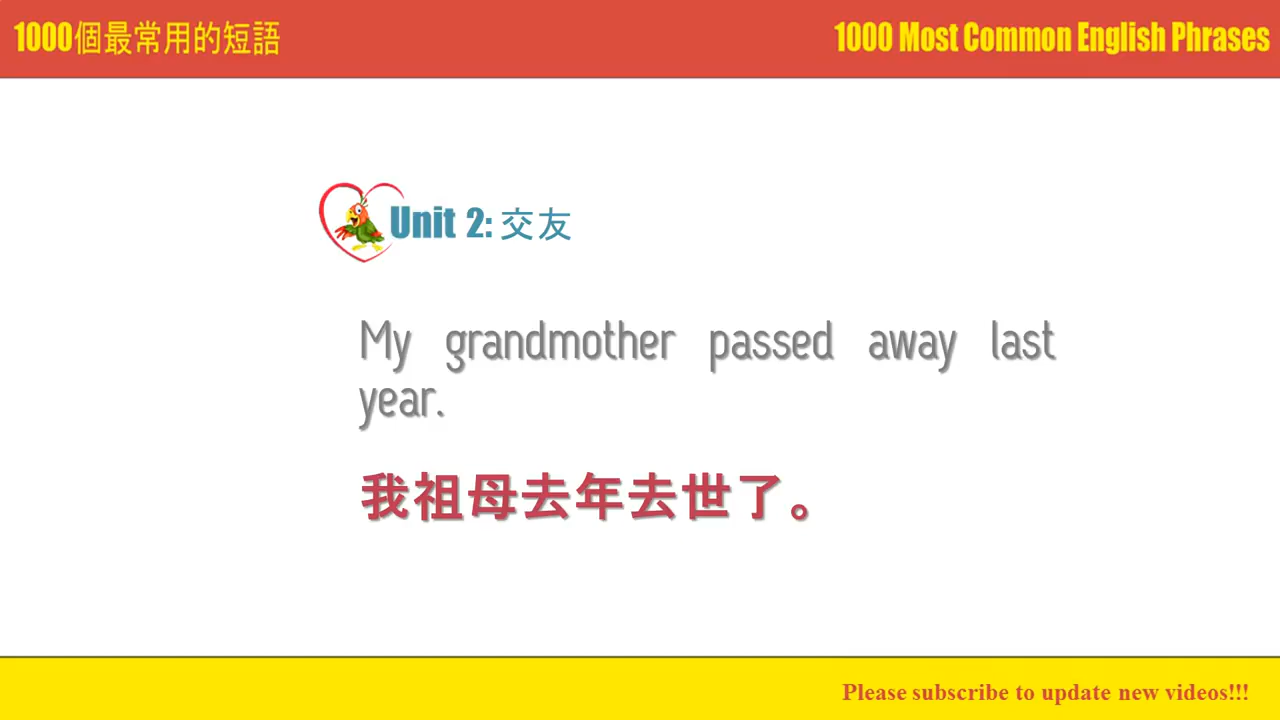 1000個最常用的短語
1000 Most Common English Phrases
Unit 2: 交友
My grandmother passed away last
year.
我祖母去年去世了。
Please subscribe to update new videos!!!